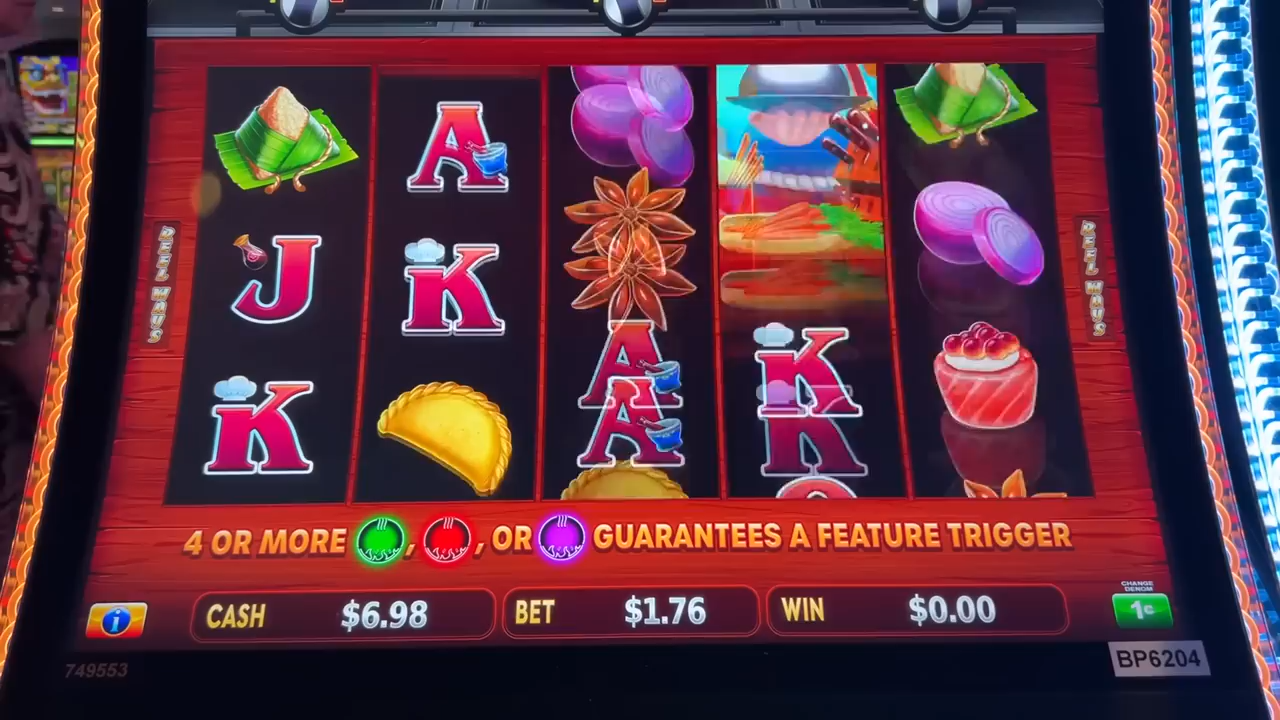 A
REEL WAYS
J
REEL WAYS
K
A
K
K
K
A
4 OR MORE , , OR GUARANTEES A FEATURE TRIGGER
CHANGE
DENOM
i CASH $6.98 BET $1.76 WIN $0.00 1¢
749553
BP6204